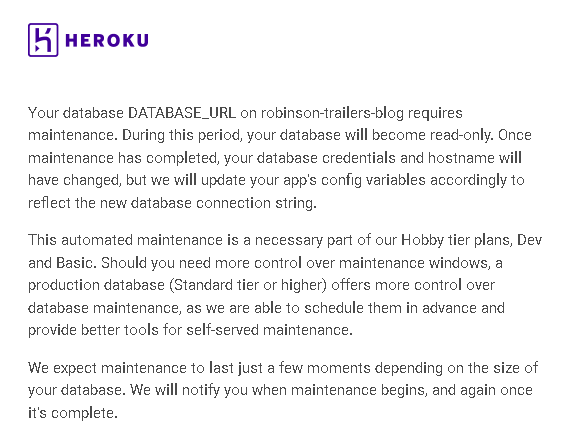 HEROKU
Your database DATABASE_URL on robinson-trailers-blog requires
maintenance. During this period, your database will become read-only. Once
maintenance has completed, your database credentials and hostname will
have changed, but we will update your app's config variables accordingly to
reflect the new database connection string.
This automated maintenance is a necessary part of our Hobby tier plans, Dev
and Basic. Should you need more control over maintenance windows, a
production database (Standard tier or higher) offers more control over
database maintenance, as we are able to schedule them in advance and
provide better tools for self-served maintenance.
We expect maintenance to last just a few moments depending on the size of
your database. We will notify you when maintenance begins, and again once
it's complete.